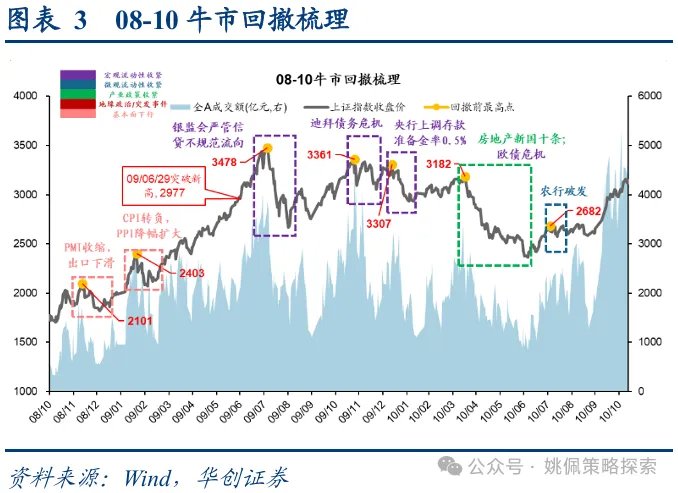 图表 3 08-10 牛市回撤梳理
宏观流动性收紧
微观流动性收紧
产业政策收紧
地缘政治/突发事件
基本面下行
08-10牛市回撤梳理
全A成交额(亿元,右)
上证指数收盘价
回撤前最高点
4000
3500
3000
2500
2000
1500
1000
6000
5000
4000
3000
2000
1000
0
PMI收缩,
出口下滑
2101
CPI转负,
PPI降幅扩大
2403
09/06/29突破新
高, 2977
银监会严管信
贷不规范流向
3478
迪拜债务危机
3361
央行上调存款
准备金率0.5%
3307
房地产新国十条;
欧债危机
3182
农行破发
2682
08/10
08/11
08/12
09/01
09/02
09/03
09/04
09/05
09/06
09/07
09/08
09/09
09/10
09/11
09/12
10/01
10/02
10/03
10/04
10/05
10/06
10/07
10/08
10/09
10/10
资料来源：Wind，华创证券
公众号 · 姚佩策略探索